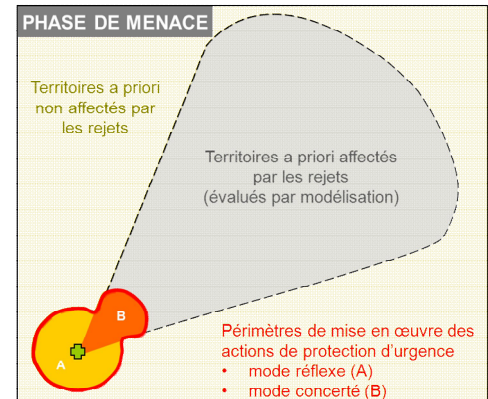 PHASE DE MENACE
Territoires a priori
non affectés par
les rejets
Territoires a priori affectés
par les rejets
(évalués par modélisation)
B
A
Périmètres de mise en œuvre des
actions de protection d'urgence
• mode réflexe (A)
• mode concerté (B)